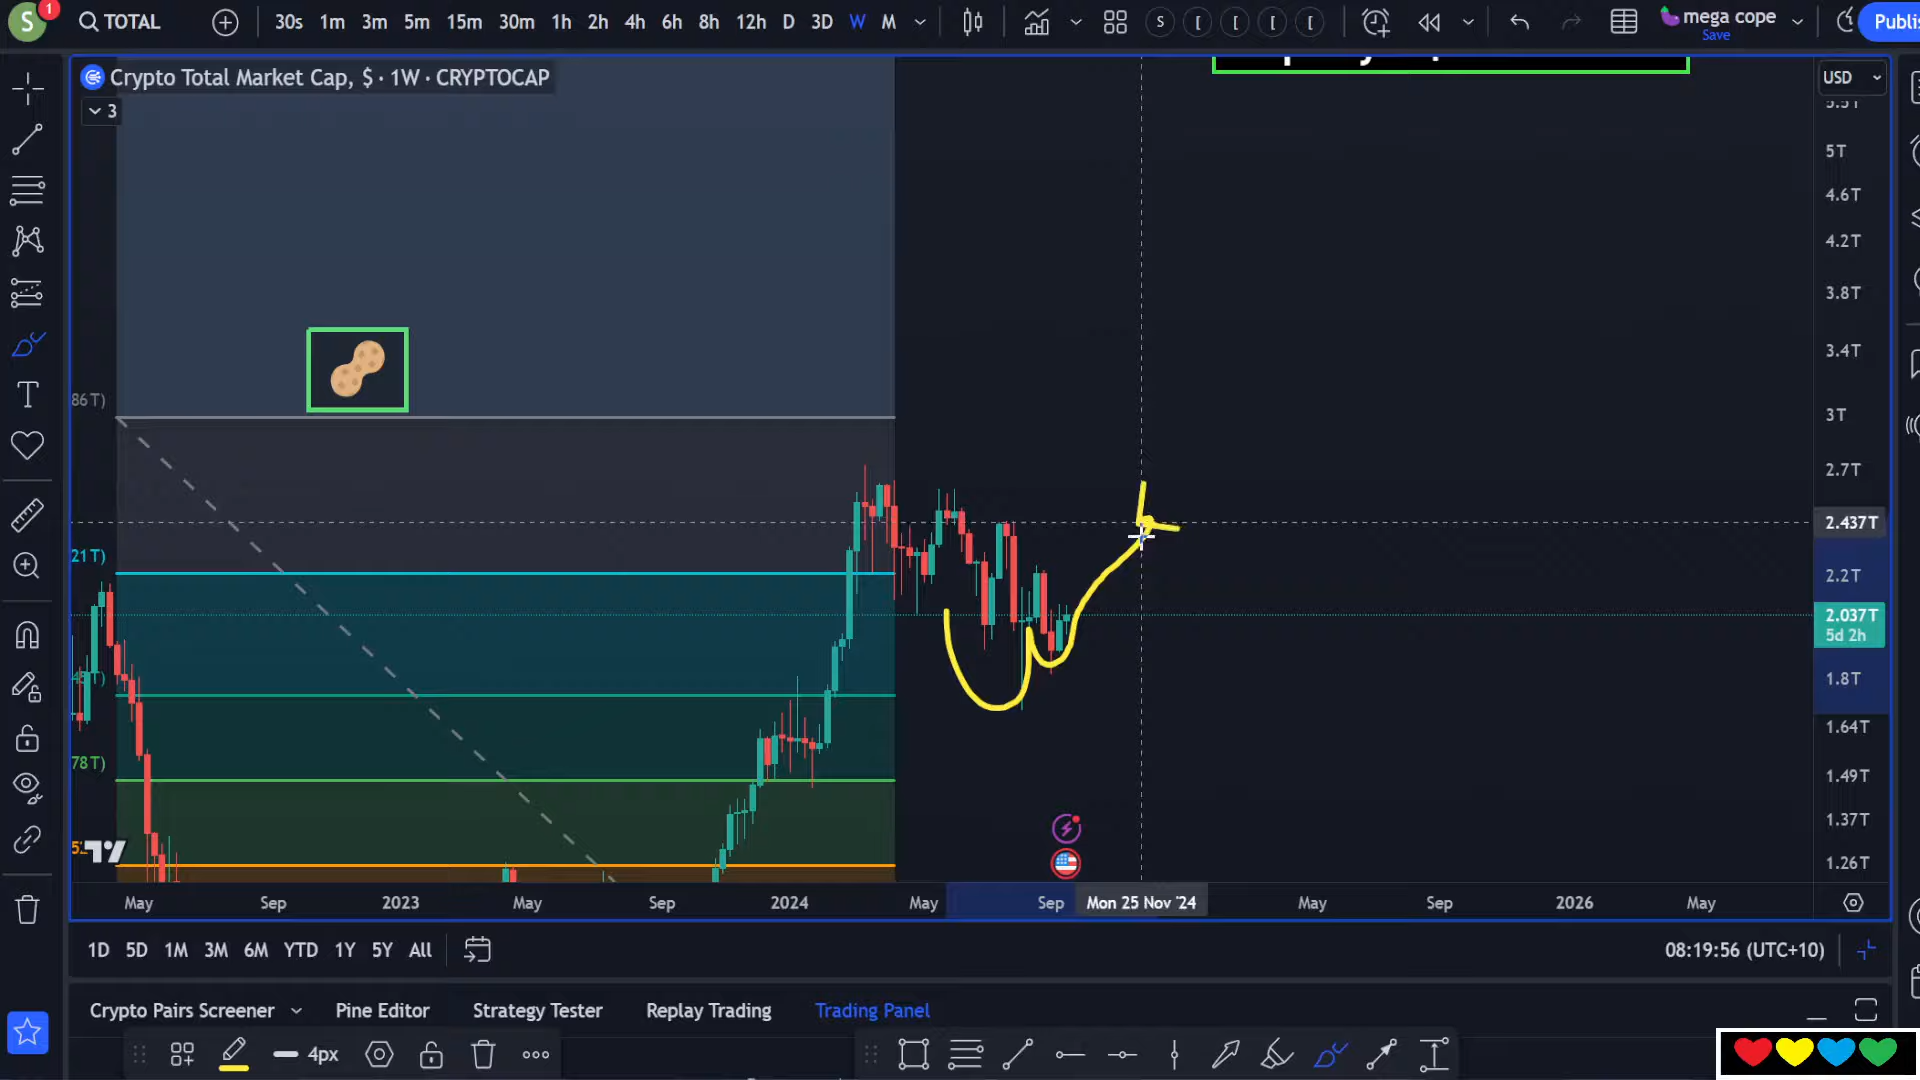 S 1 TOTAL 30s 1m 3m 5m 15m 30m 1h 2h 4h 6h 8h 12h D 3D W M S [ [ [ [ mega cope Save Publis
Crypto Total Market Cap, $ · 1W · CRYPTOCAP
3
USD
5.5T
5T
4.6T
4.2T
3.8T
3.4T
3T
2.7T
2.437T
2.2T
2.037T
5d 2h
1.8T
1.64T
1.49T
1.37T
1.26T
86T)
21T)
78T)
May Sep 2023 May Sep 2024 May Sep Mon 25 Nov '24 May Sep 2026 May
1D 5D 1M 3M 6M YTD 1Y 5Y All 08:19:56 (UTC+10)
Crypto Pairs Screener Pine Editor Strategy Tester Replay Trading Trading Panel
4px